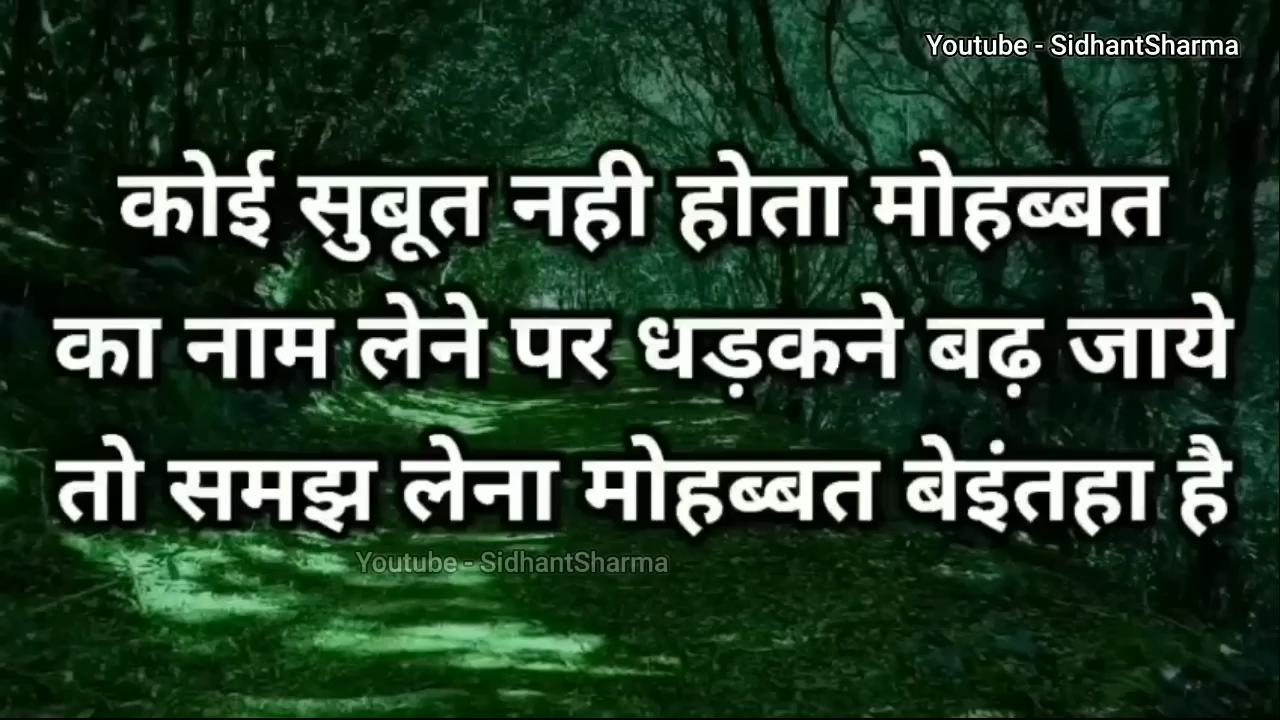 Youtube - SidhantSharma
कोई सुबूत नही होता मोहब्बत
का नाम लेने पर धड़कने बढ़ जाये
तो समझ लेना मोहब्बत बेइंतहा है
Youtube - SidhantSharma